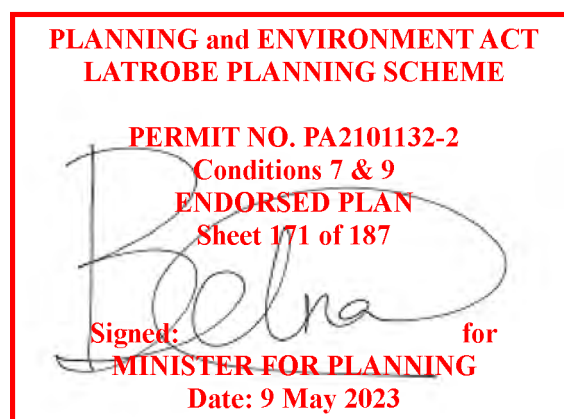 PLANNING and ENVIRONMENT ACT
LATROBE PLANNING SCHEME
PERMIT NO. PA2101132-2
Conditions 7 & 9
ENDORSED PLAN
Sheet 171 of 187
Signed: for
MINISTER FOR PLANNING
Date: 9 May 2023